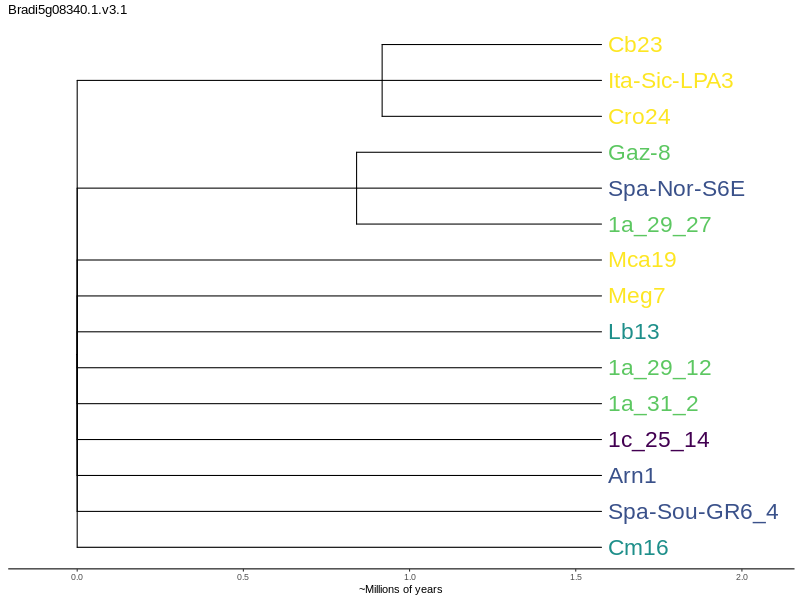 Bradi5g08340.1.v3.1
Cb23
Ita-Sic-LPA3
Cro24
Gaz-8
Spa-Nor-S6E
1a_29_27
Mca19
Meg7
Lb13
1a_29_12
1a_31_2
1c_25_14
Arn1
Spa-Sou-GR6_4
Cm16
0.0 0.5 1.0 1.5 2.0
~Millions of years